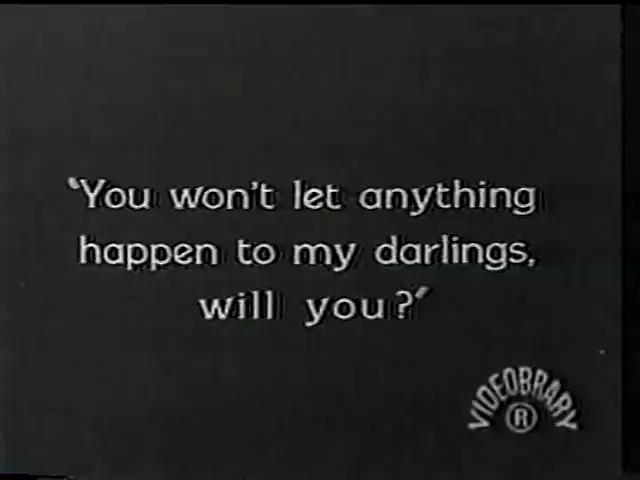 ‘You won't let anything
happen to my darlings,
will you?’
VIDEOBRARY
®